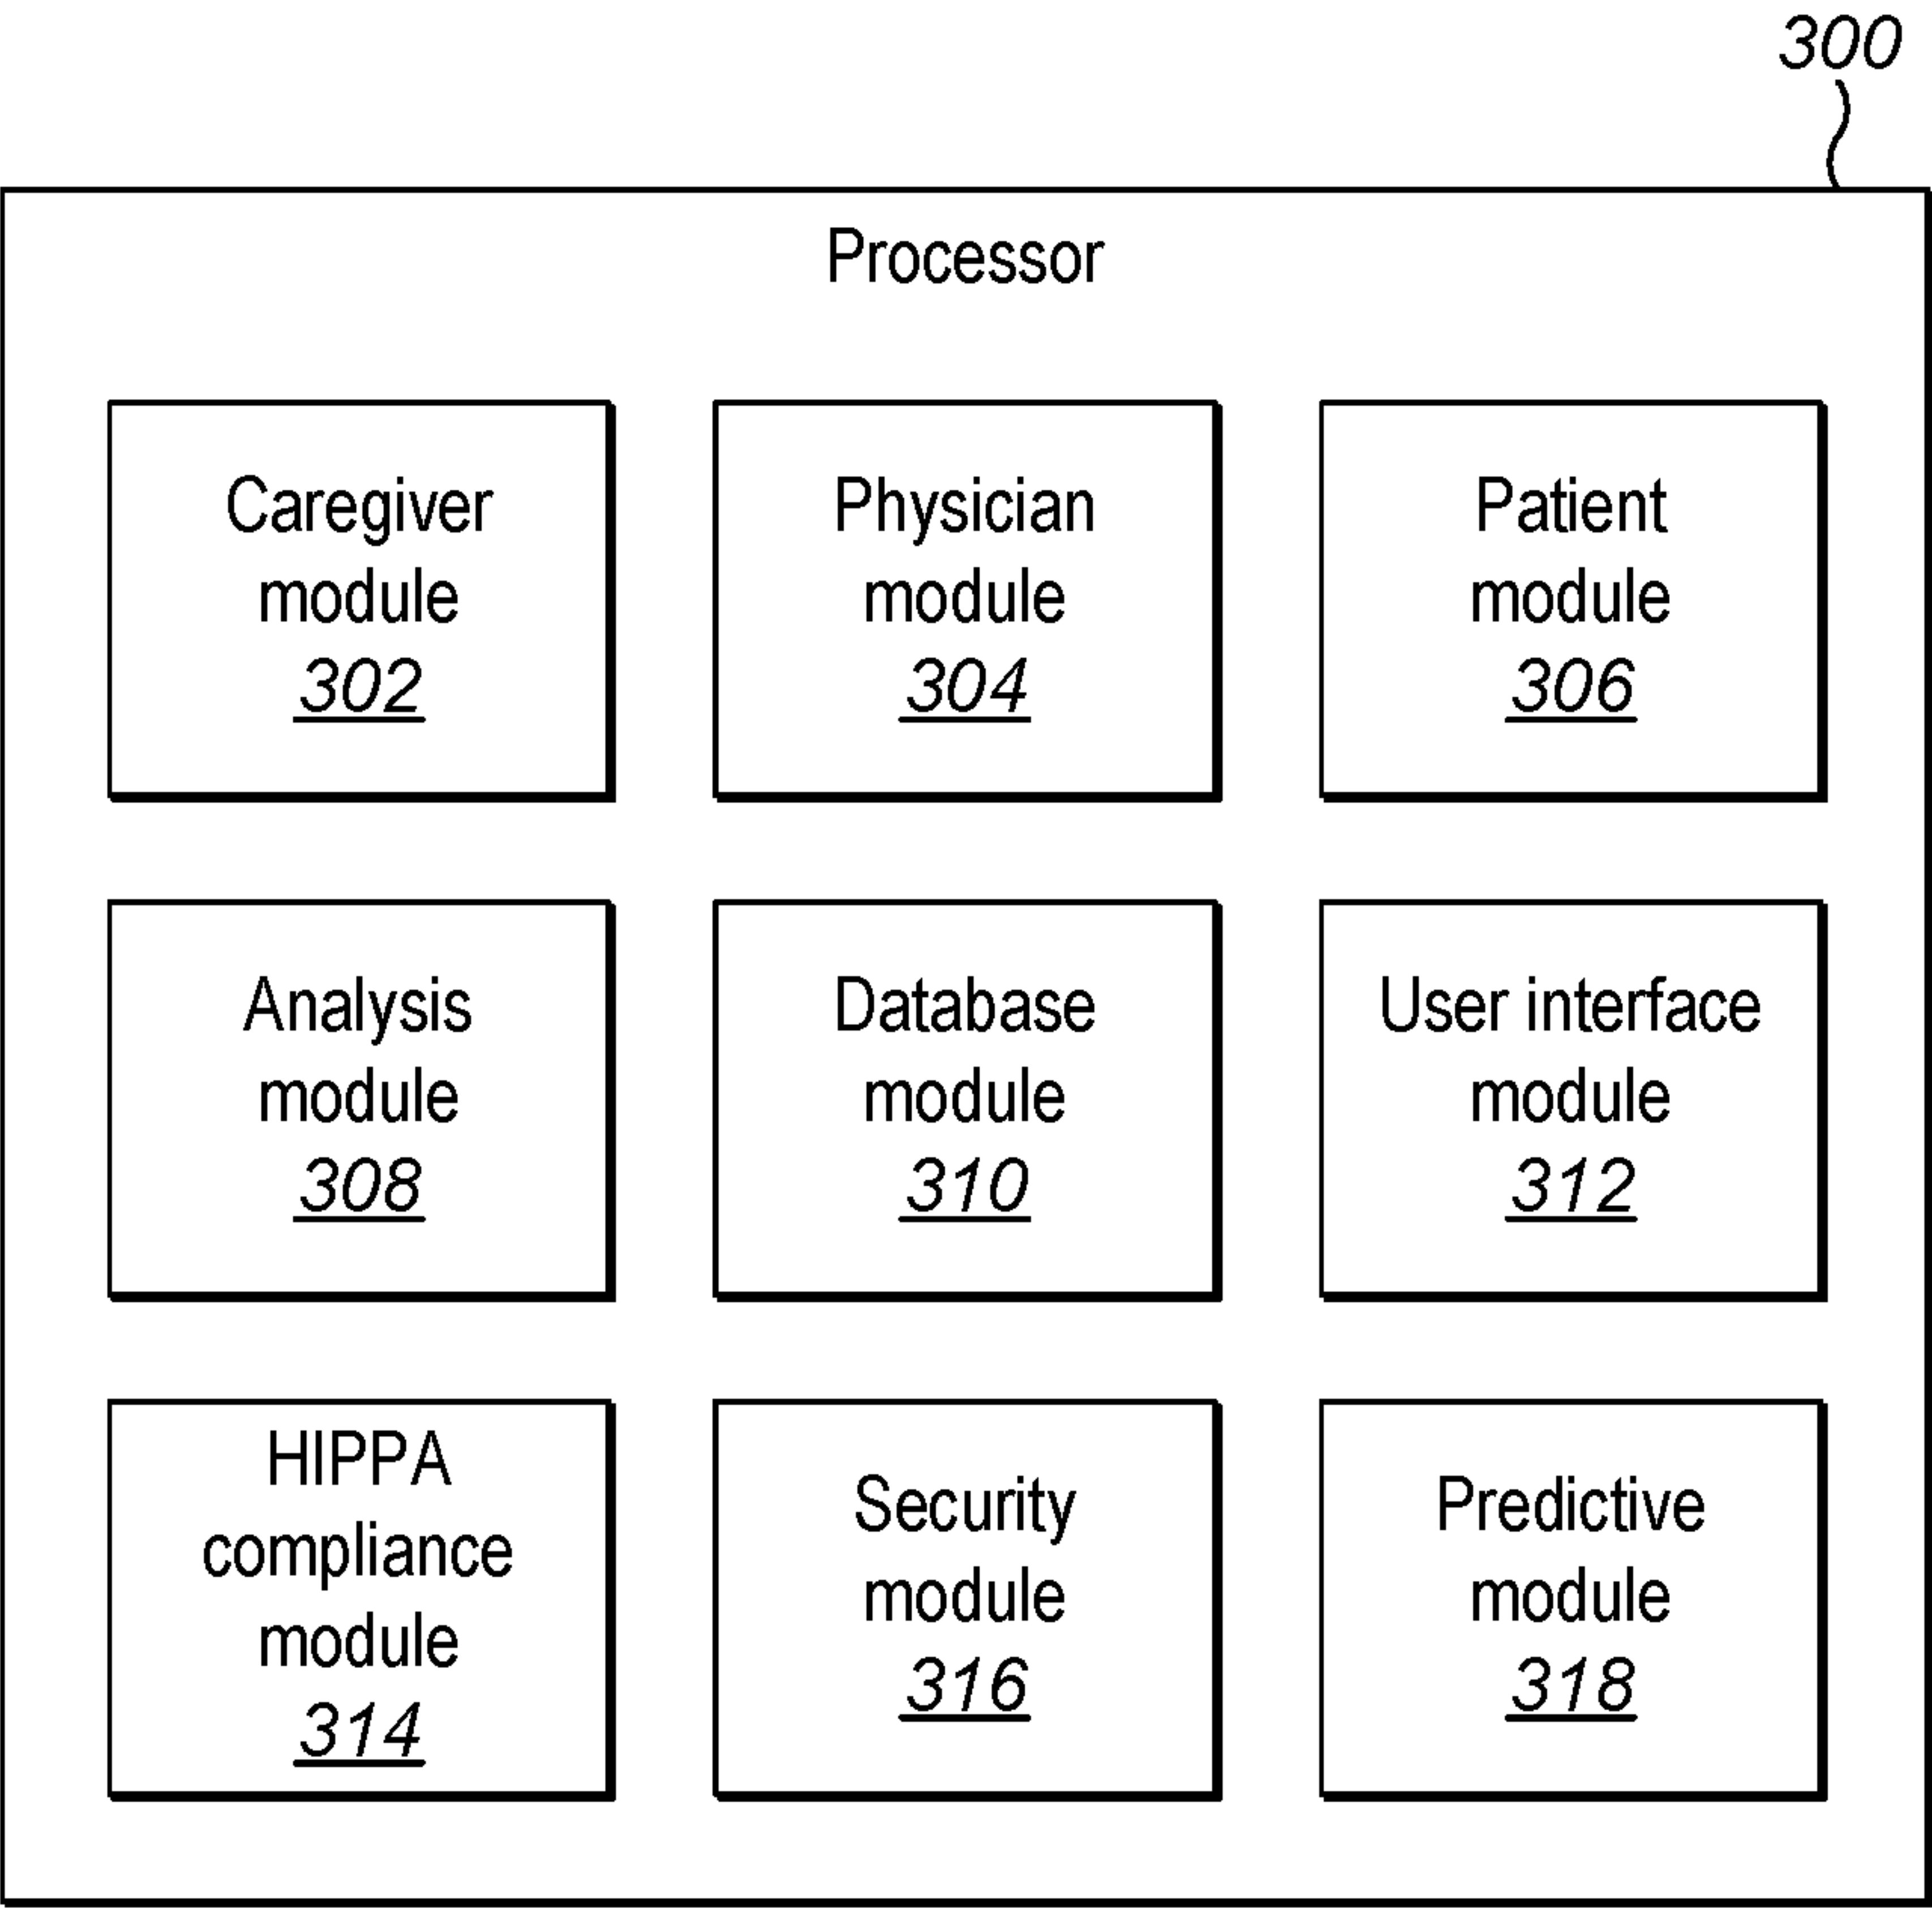 300
Processor
Caregiver
module
302
Physician
module
304
Patient
module
306
Analysis
module
308
Database
module
310
User interface
module
312
HIPPA
compliance
module
314
Security
module
316
Predictive
module
318